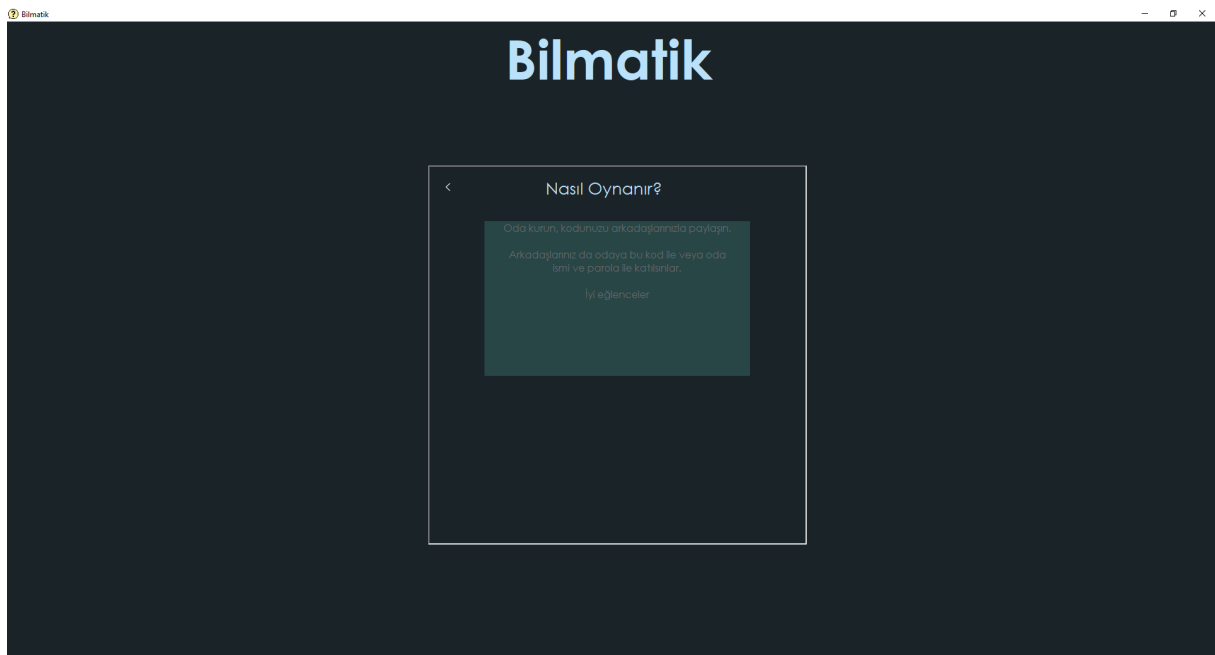 Bilmatik
Bilmatik
Nasıl Oynanır?
Oda kurun, kodunuzu arkadaşlarınızla paylaşın.
Arkadaşlarınız da odaya bu kod ile veya oda
ismi ve parola ile katılsınlar.
İyi eğlenceler